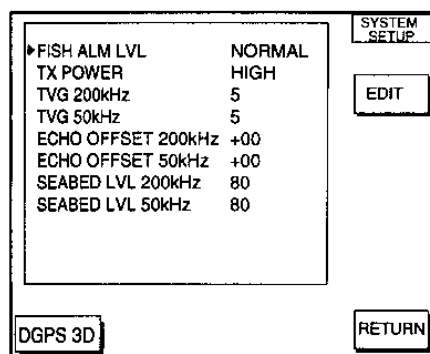 SYSTEM
SETUP
▶FISH ALM LVL NORMAL
TX POWER HIGH
TVG 200kHz 5
TVG 50kHz 5
ECHO OFFSET 200kHz +00
ECHO OFFSET 50kHz +00
SEABED LVL 200kHz 80
SEABED LVL 50kHz 80
EDIT
DGPS 3D
RETURN